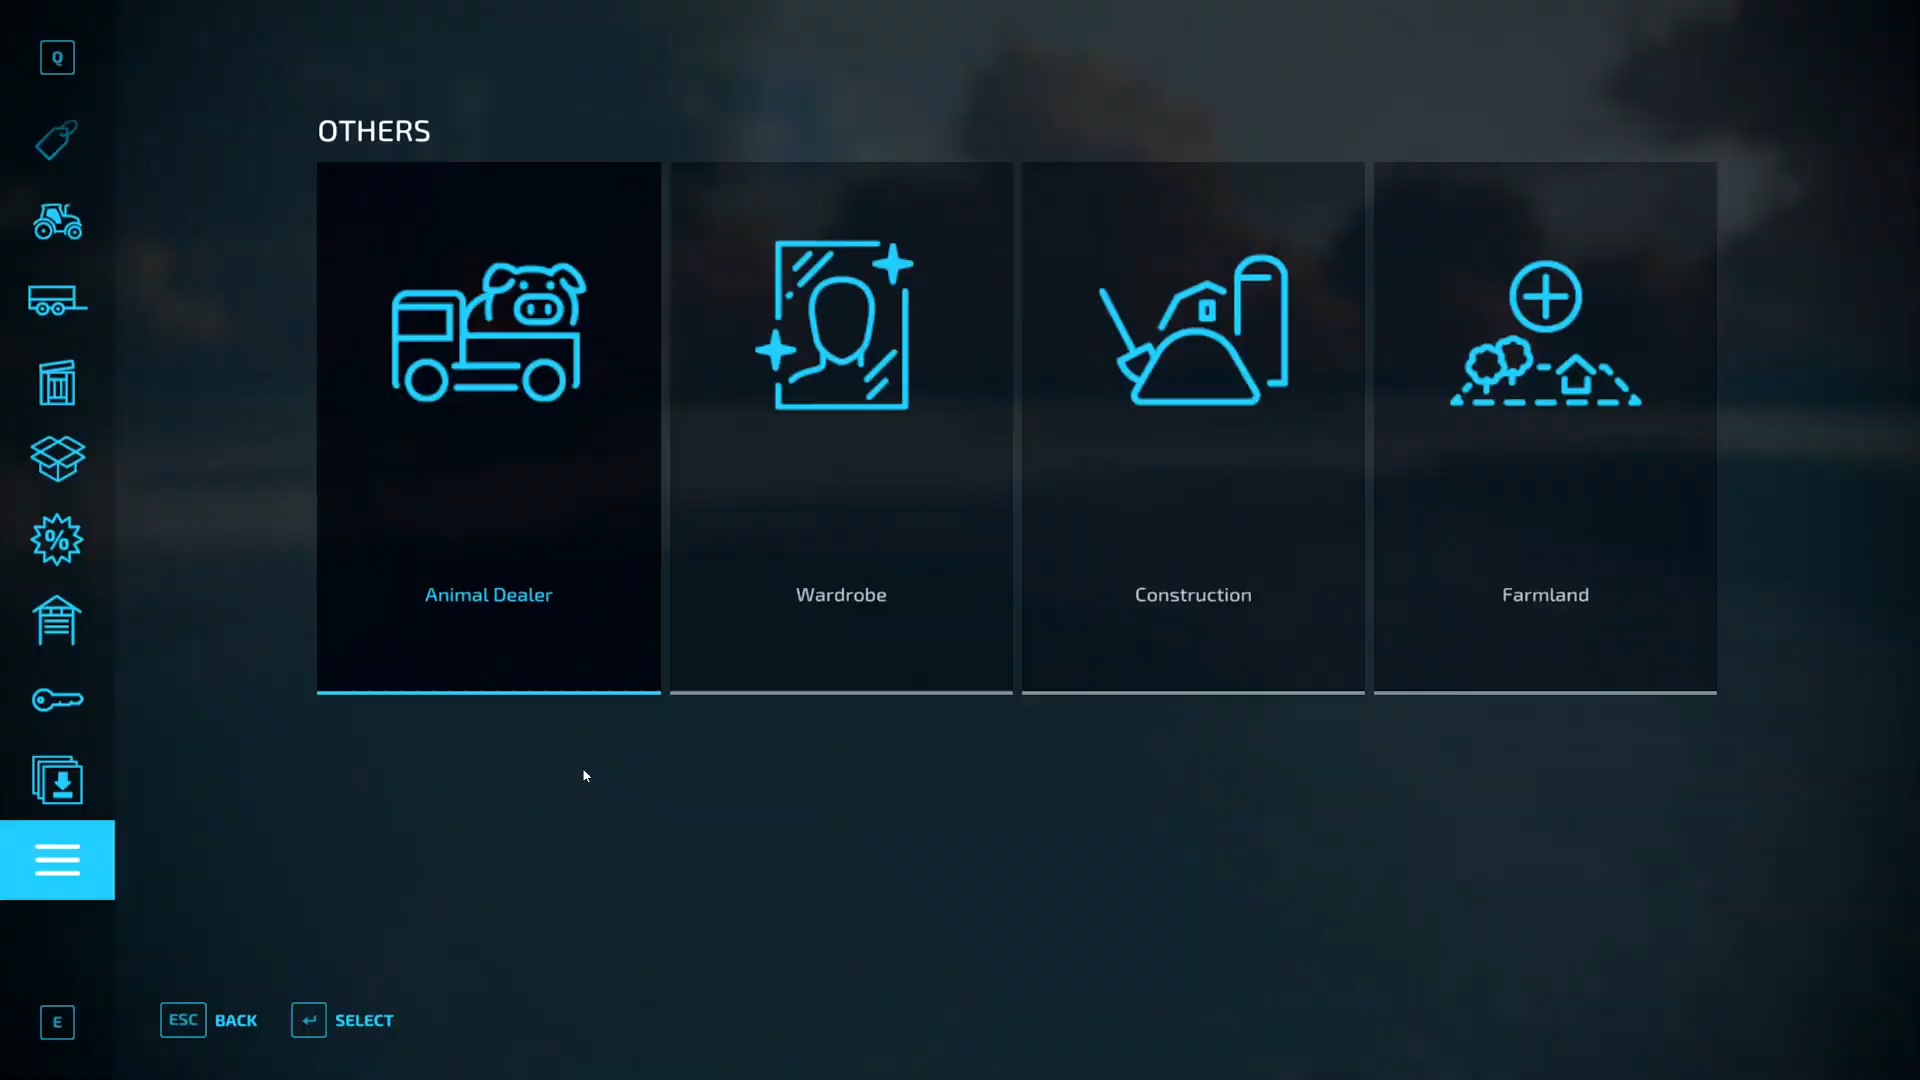 Q
OTHERS
%
Animal Dealer
Wardrobe
Construction
Farmland
E
ESC BACK
↵ SELECT